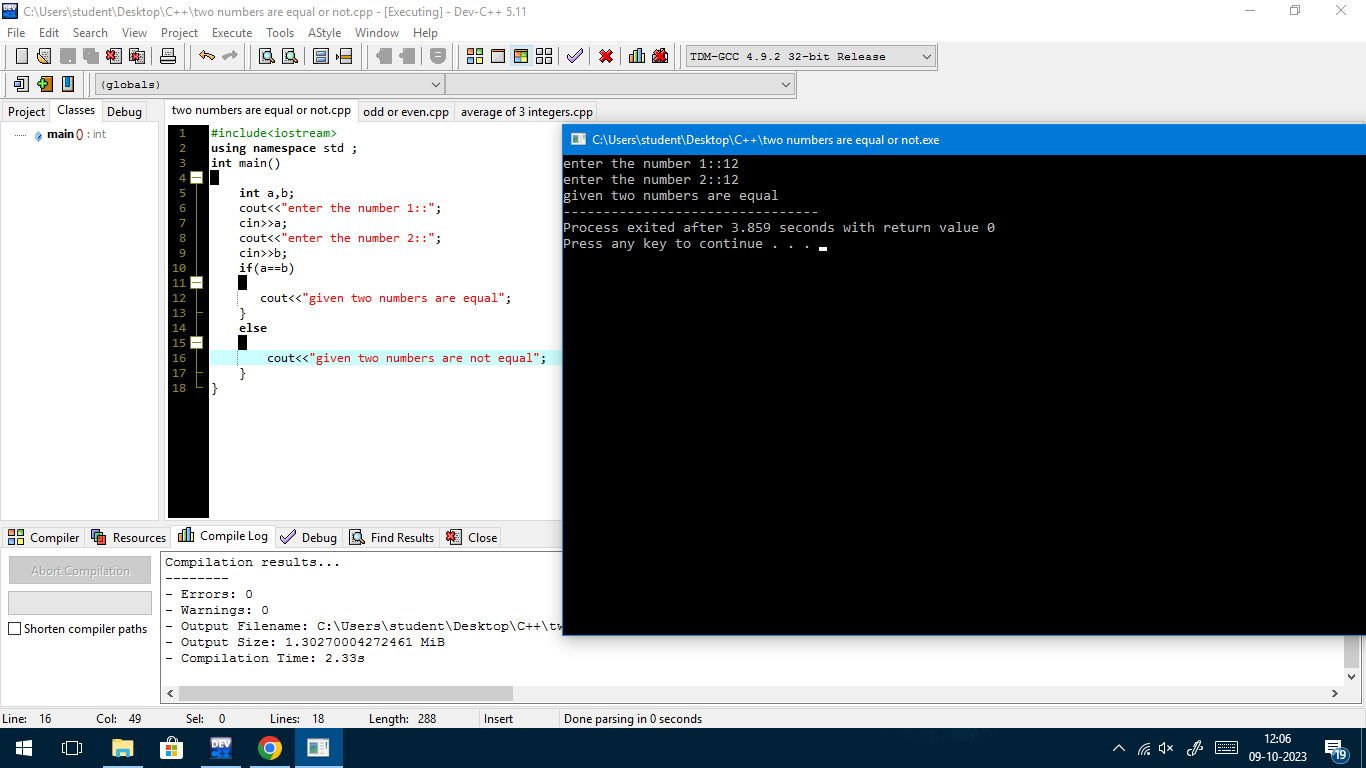 C:\Users\student\Desktop\C++\two numbers are equal or not.cpp - [Executing] - Dev-C++ 5.11
File Edit Search View Project Execute Tools AStyle Window Help
TDM-GCC 4.9.2 32-bit Release
(globals)
Project Classes Debug
main () : int
two numbers are equal or not.cpp odd or even.cpp average of 3 integers.cpp
1 #include<iostream>
2 using namespace std ;
3 int main()
4
5 int a,b;
6 cout<<"enter the number 1::";
7 cin>>a;
8 cout<<"enter the number 2::";
9 cin>>b;
10 if(a==b)
11
12 cout<<"given two numbers are equal";
13 }
14 else
15
16 cout<<"given two numbers are not equal";
17 }
18 }
C:\Users\student\Desktop\C++\two numbers are equal or not.exe
enter the number 1::12
enter the number 2::12
given two numbers are equal
--------------------------------
Process exited after 3.859 seconds with return value 0
Press any key to continue . . .
Compiler Resources Compile Log Debug Find Results Close
Abort Compilation
Shorten compiler paths
Compilation results...
--------
- Errors: 0
- Warnings: 0
- Output Filename: C:\Users\student\Desktop\C++\tw
- Output Size: 1.30270004272461 MiB
- Compilation Time: 2.33s
Line: 16 Col: 49 Sel: 0 Lines: 18 Length: 288 Insert Done parsing in 0 seconds
DEV C++
12:06
09-10-2023
19